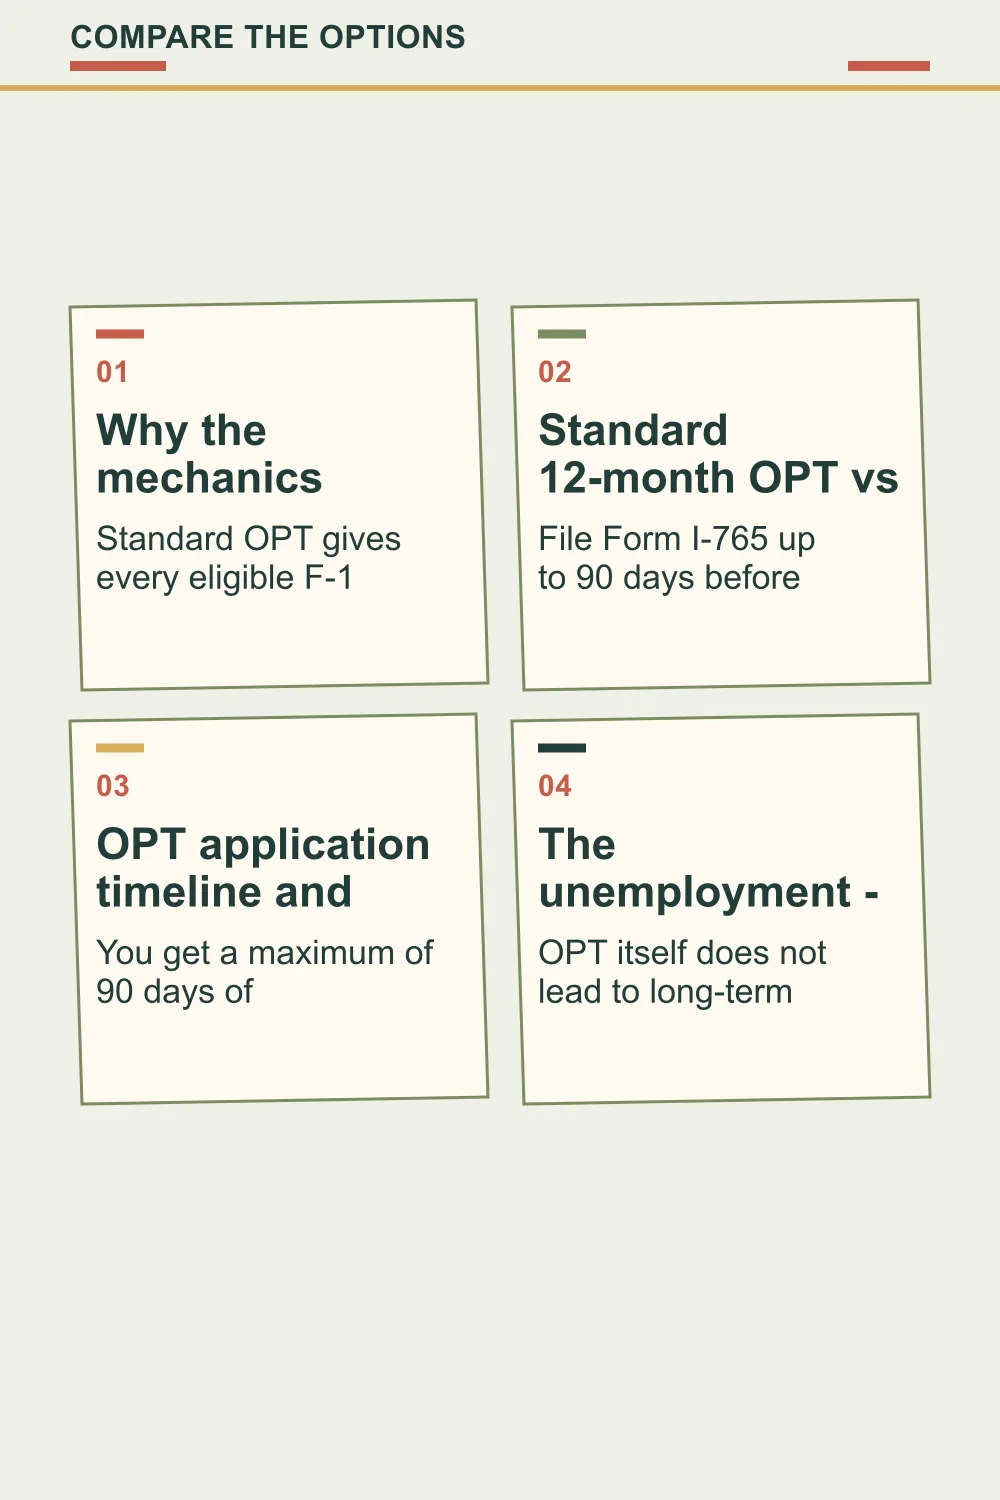 COMPARE THE OPTIONS
01
Why the
mechanics
Standard OPT gives
every eligible F-1
02
Standard
12-month OPT vs
File Form I-765 up
to 90 days before
03
OPT application
timeline and
You get a maximum of
90 days of
04
The
unemployment -
OPT itself does not
lead to long-term